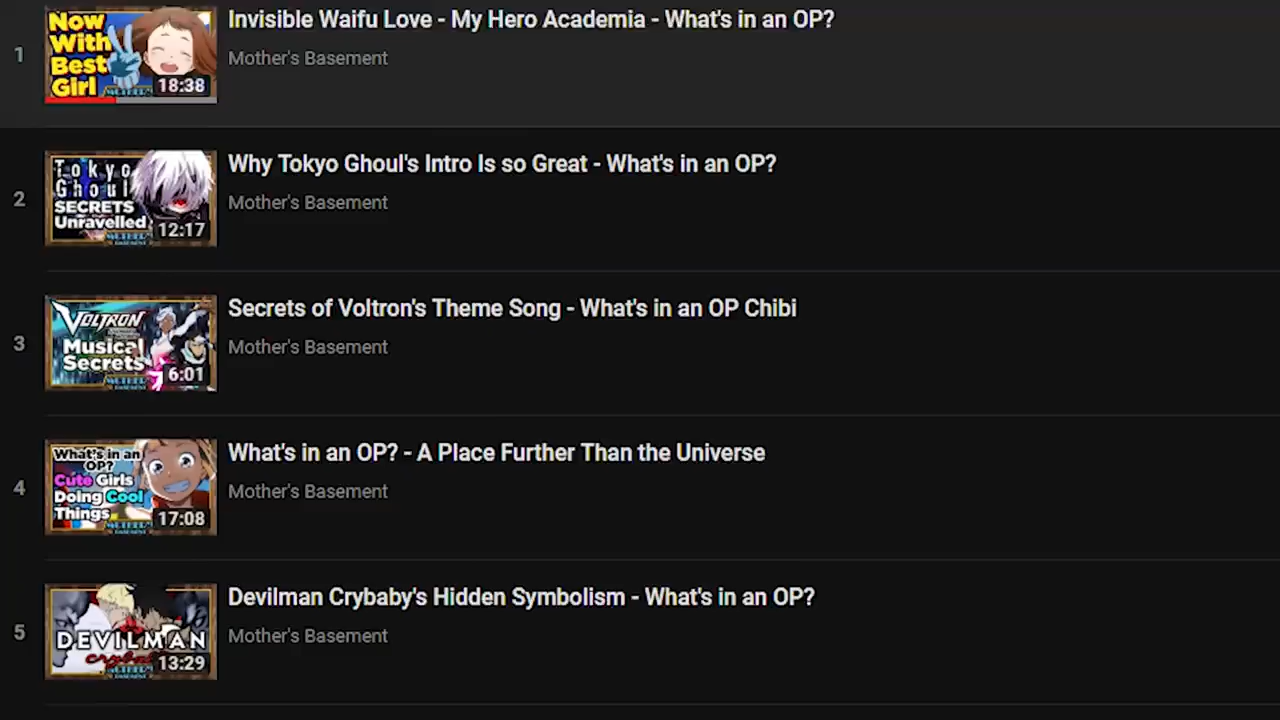 1
Now
With
Best
Girl
18:38
Invisible Waifu Love - My Hero Academia - What's in an OP?
Mother's Basement
2
Tokyo
Ghoul
SECRETS
Unravelled
12:17
Why Tokyo Ghoul's Intro Is so Great - What's in an OP?
Mother's Basement
3
VOLTRON
Musical
Secrets
6:01
Secrets of Voltron's Theme Song - What's in an OP Chibi
Mother's Basement
4
What's in an
OP?
Cute Girls
Doing Cool
Things
17:08
What's in an OP? - A Place Further Than the Universe
Mother's Basement
5
DEVILMAN
13:29
Devilman Crybaby's Hidden Symbolism - What's in an OP?
Mother's Basement